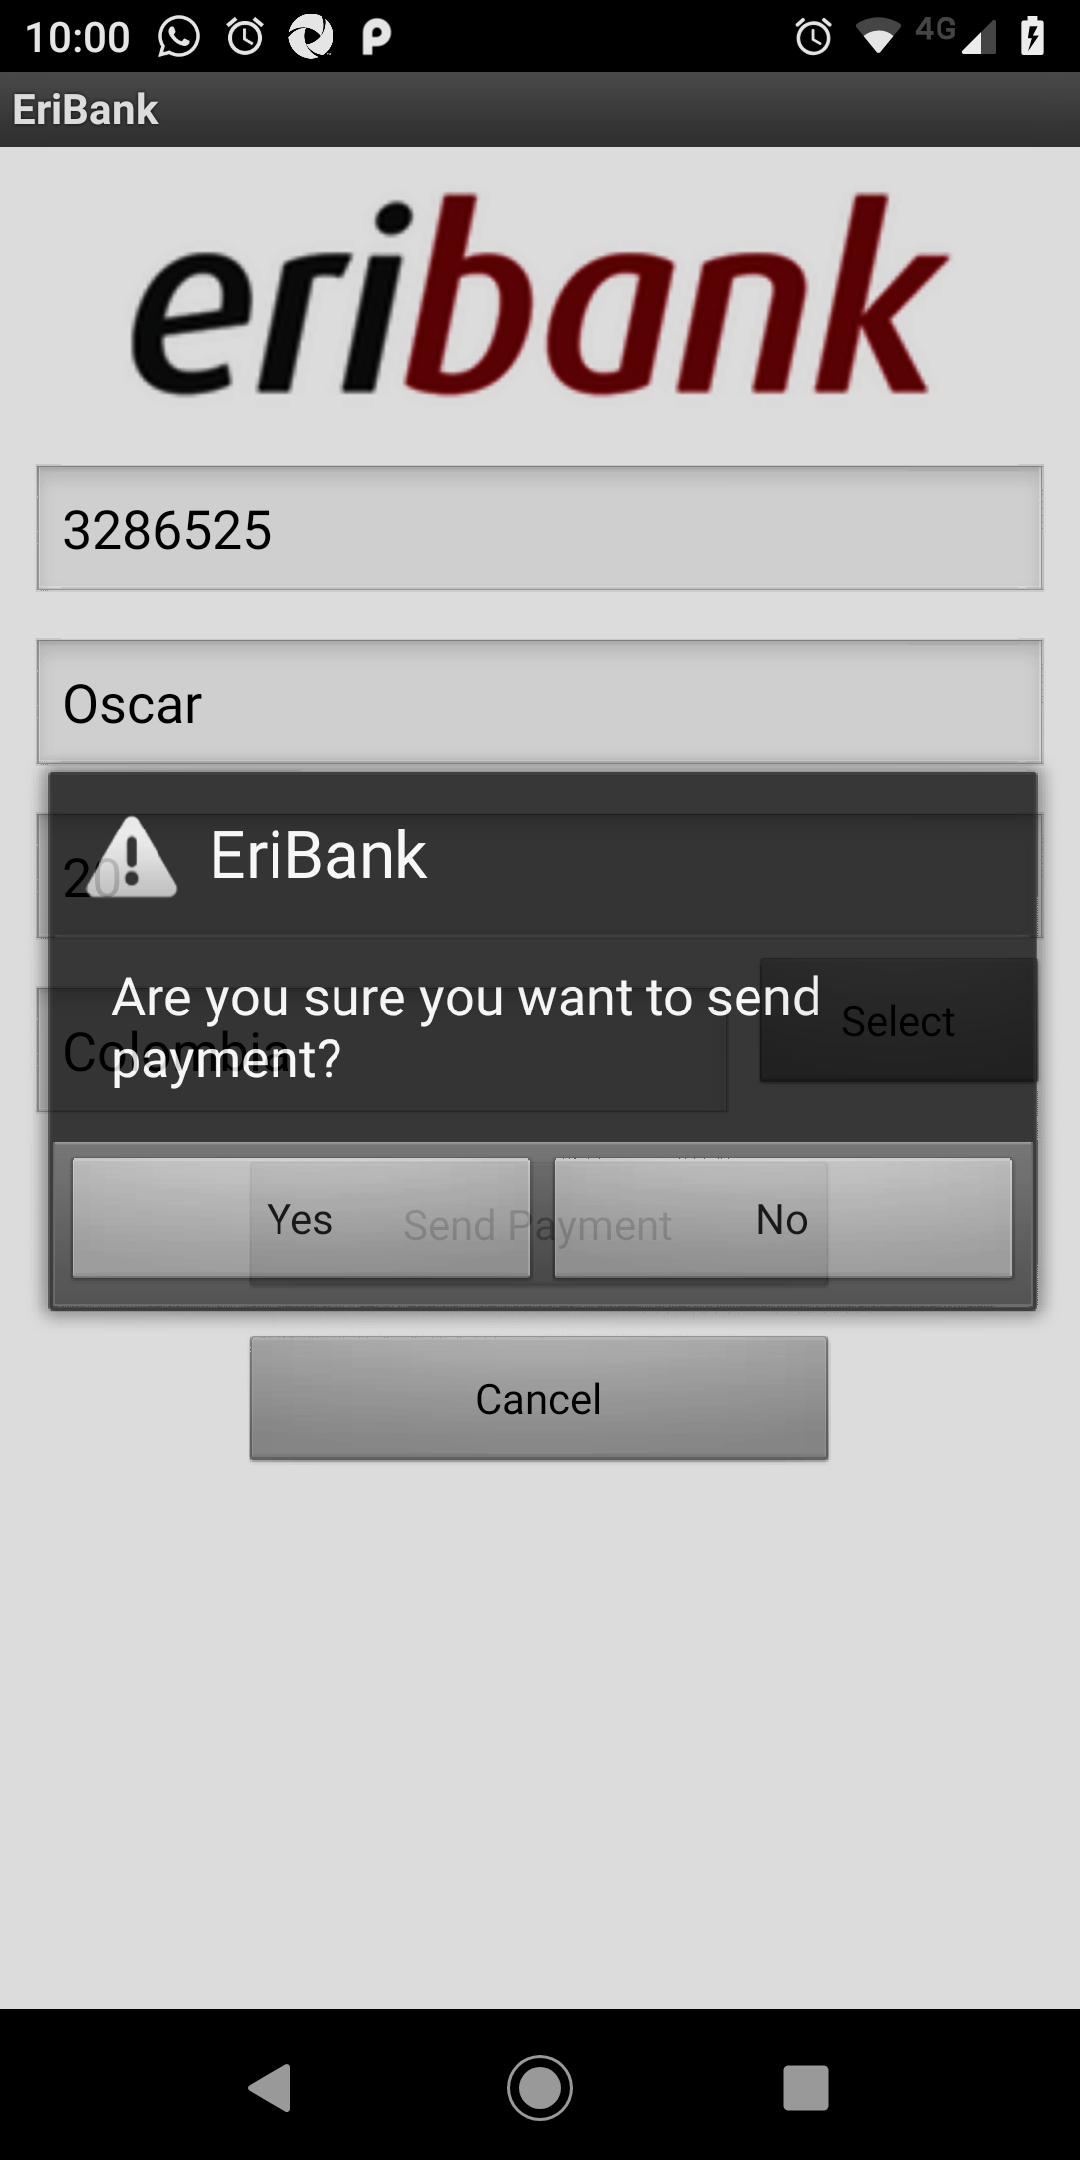 10:00
4G
EriBank
eribank
3286525
Oscar
20
EriBank
Are you sure you want to send
payment?
Colombia
Select
Yes
Send Payment
No
Cancel